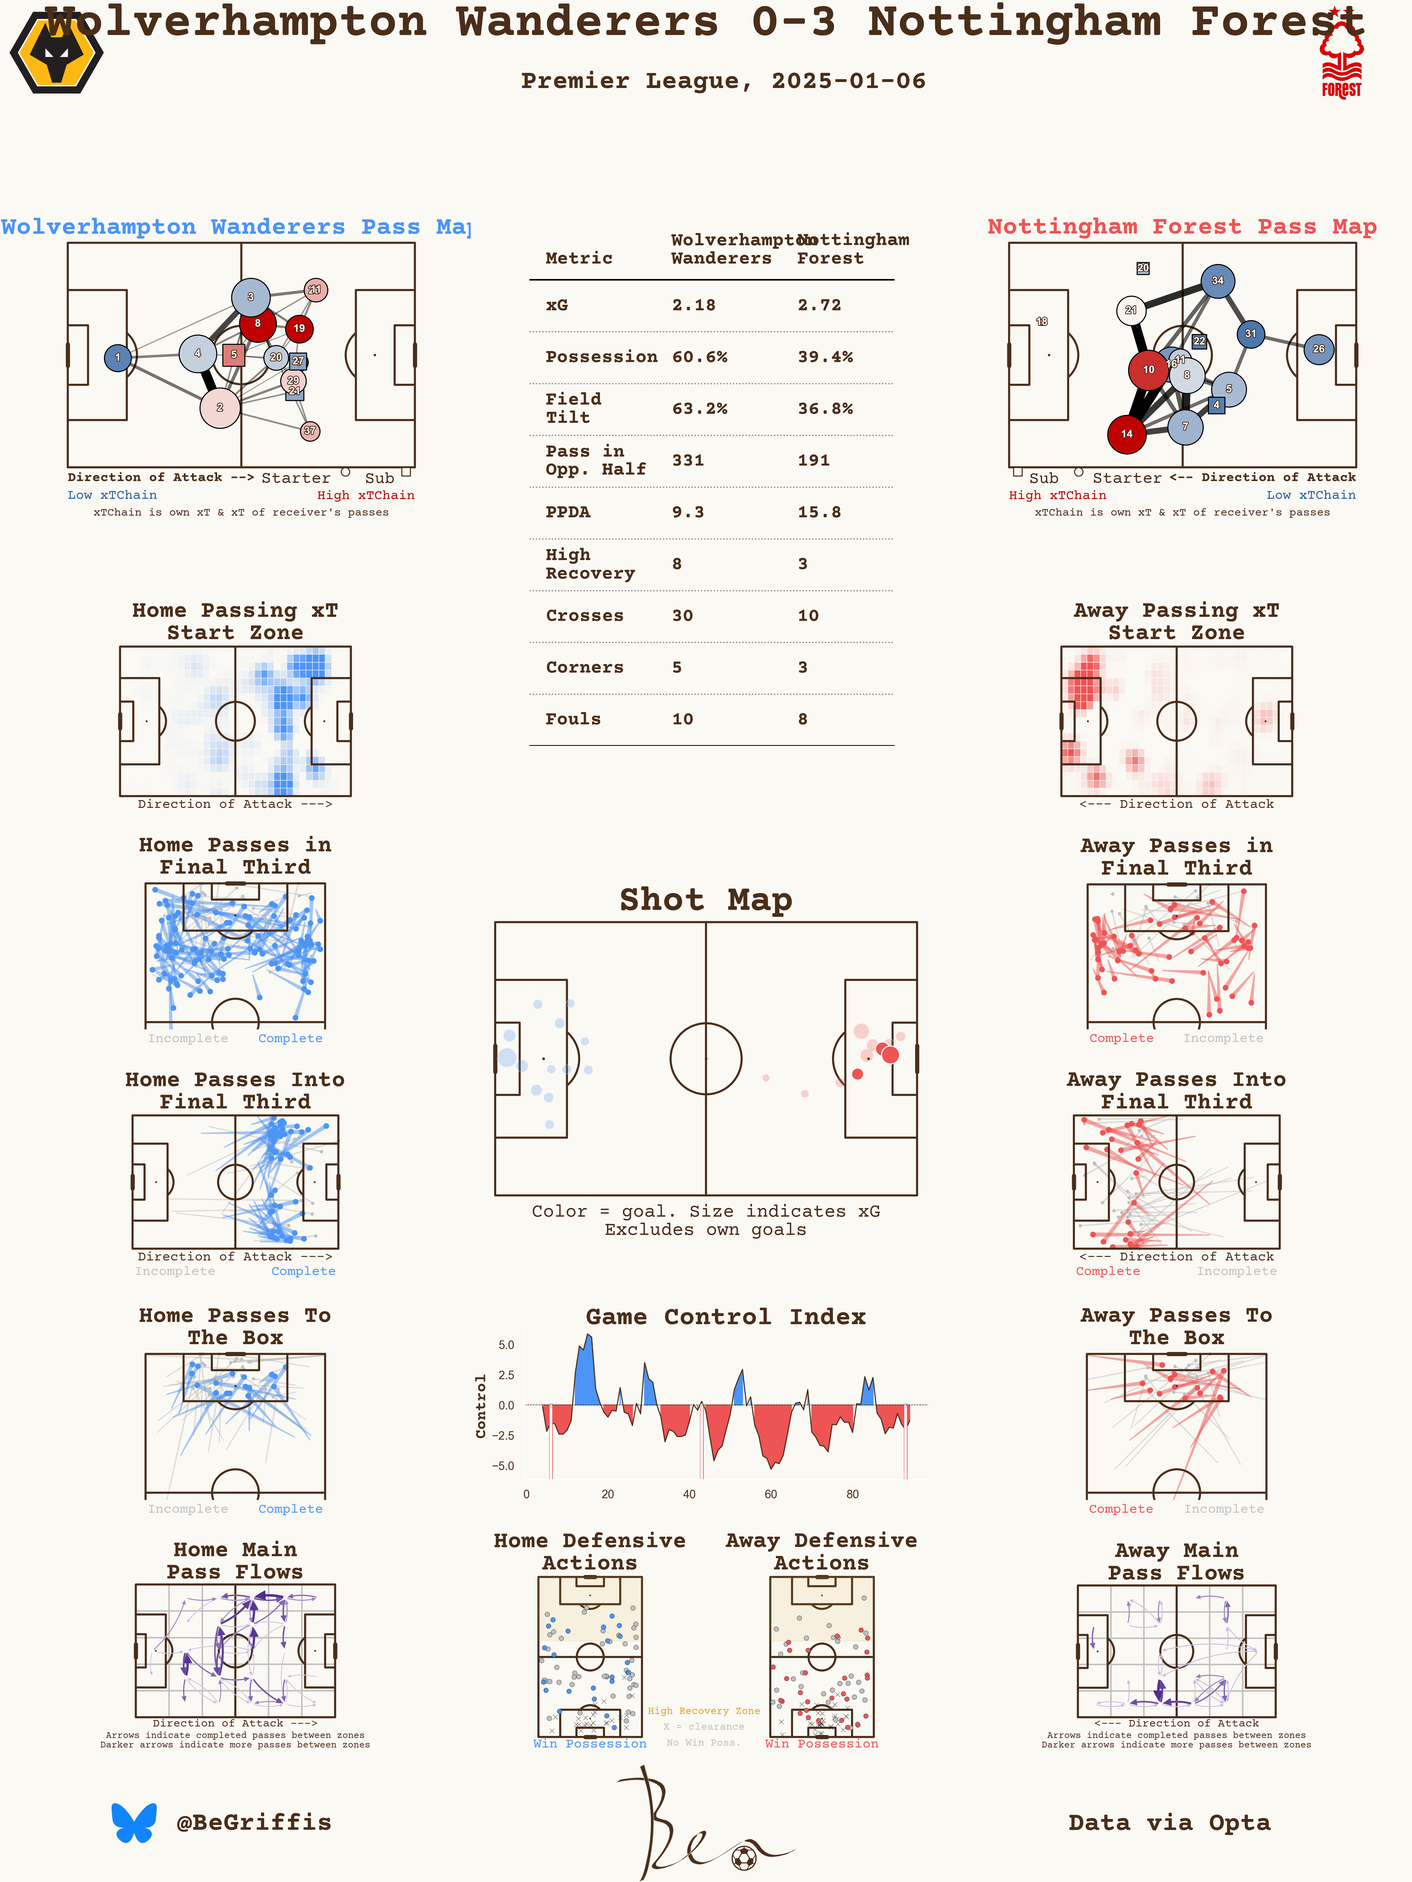 Wolverhampton Wanderers 0-3 Nottingham Forest
FOREST
Premier League, 2025-01-06
Wolverhampton Wanderers Pass Map
3
8
19
1
4
5
20
27
29
2
37
Direction of Attack --> Starter Sub
Low xTChain High xTChain
xTChain is own xT & xT of receiver's passes
Metric Wolverhampton Wanderers Nottingham Forest
xG 2.18 2.72
Possession 60.6% 39.4%
Field Tilt 63.2% 36.8%
Pass in Opp. Half 331 191
PPDA 9.3 15.8
High Recovery 8 3
Crosses 30 10
Corners 5 3
Fouls 10 8
Nottingham Forest Pass Map
20
34
18
21
31
22
26
16
11
10
8
5
4
7
14
Sub Starter <-- Direction of Attack
High xTChain Low xTChain
xTChain is own xT & xT of receiver's passes
Home Passing xT
Start Zone
Direction of Attack --->
Away Passing xT
Start Zone
<--- Direction of Attack
Home Passes in
Final Third
Incomplete Complete
Away Passes in
Final Third
Complete Incomplete
Shot Map
Color = goal. Size indicates xG
Excludes own goals
Home Passes Into
Final Third
Direction of Attack --->
Incomplete Complete
Away Passes Into
Final Third
<--- Direction of Attack
Complete Incomplete
Home Passes To
The Box
Incomplete Complete
Game Control Index
Control
5.0
2.5
0.0
−2.5
−5.0
0 20 40 60 80
Away Passes To
The Box
Complete Incomplete
Home Main
Pass Flows
Direction of Attack --->
Arrows indicate completed passes between zones
Darker arrows indicate more passes between zones
Home Defensive
Actions
Win Possession
High Recovery Zone
X = clearance
No Win Poss.
Away Defensive
Actions
Win Possession
Away Main
Pass Flows
<--- Direction of Attack
Arrows indicate completed passes between zones
Darker arrows indicate more passes between zones
@BeGriffis
Ben
Data via Opta